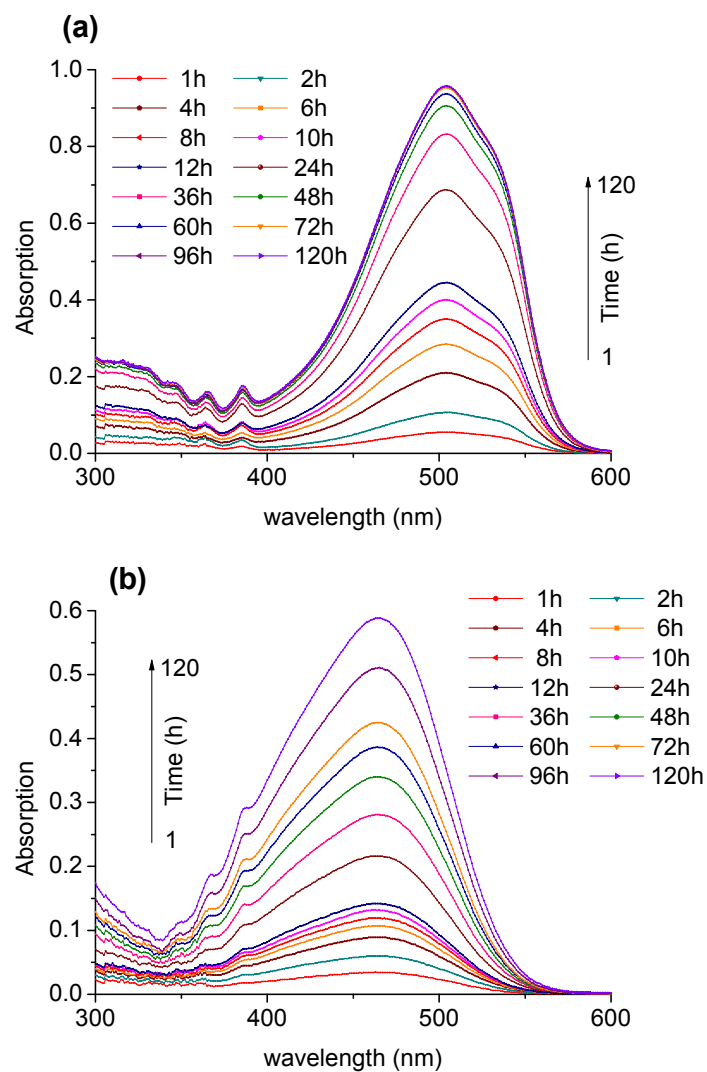 (a)
1.0
0.8
0.6
0.4
0.2
0.0
Absorption
1h 2h
4h 6h
8h 10h
12h 24h
36h 48h
60h 72h
96h 120h
120
Time (h)
1
300 400 500 600
wavelength (nm)
(b)
0.6
0.5
0.4
0.3
0.2
0.1
0.0
Absorption
120
Time (h)
1
1h 2h
4h 6h
8h 10h
12h 24h
36h 48h
60h 72h
96h 120h
300 400 500 600
wavelength (nm)